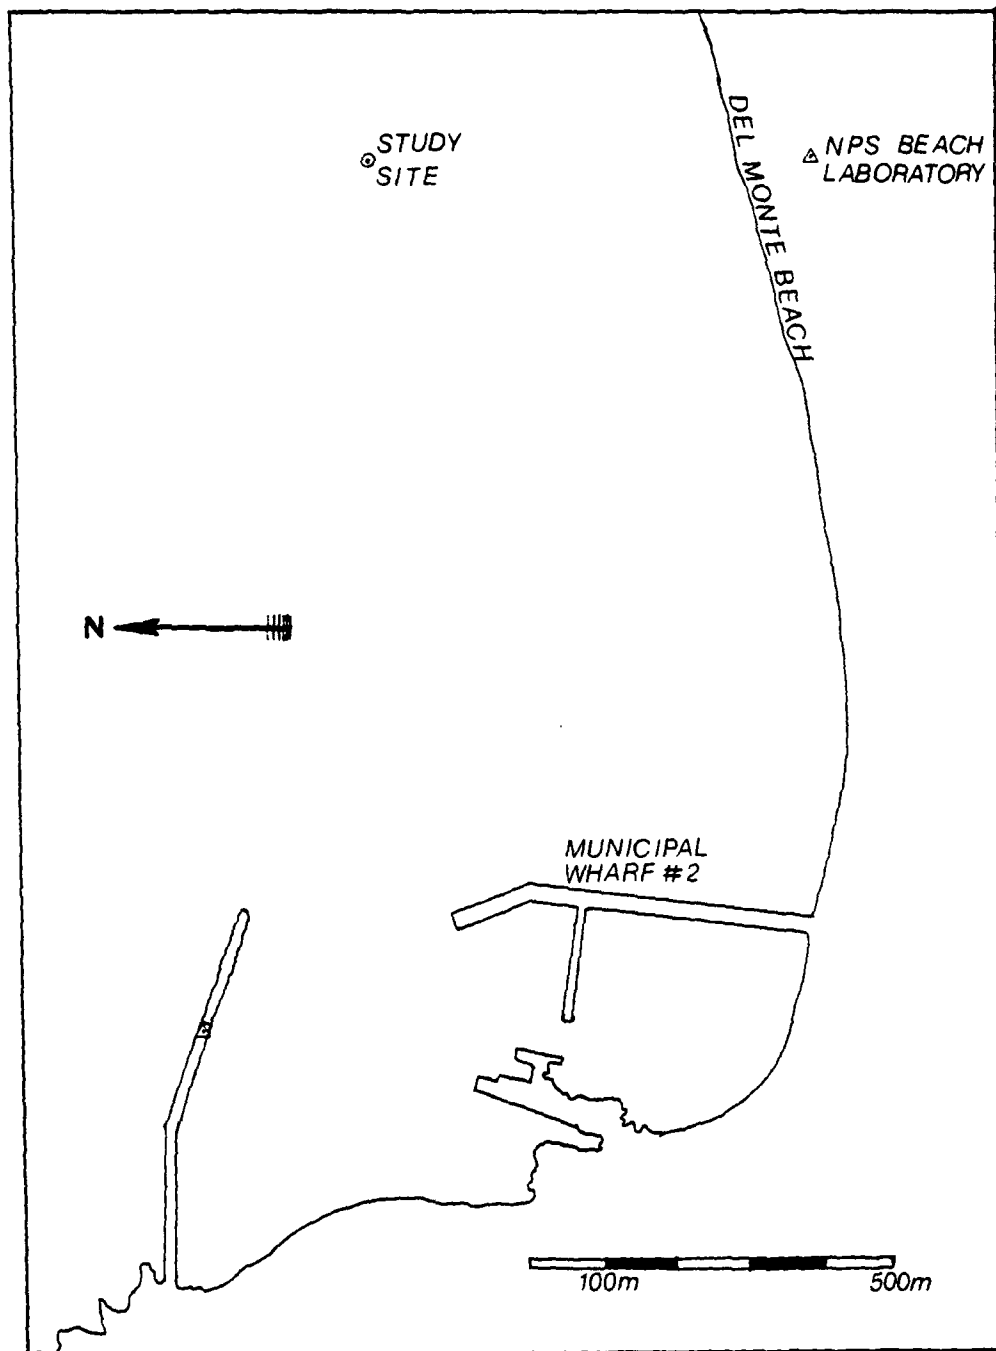 STUDY
SITE
DEL MONTE BEACH
NPS BEACH
LABORATORY
N
MUNICIPAL
WHARF #2
100m
500m